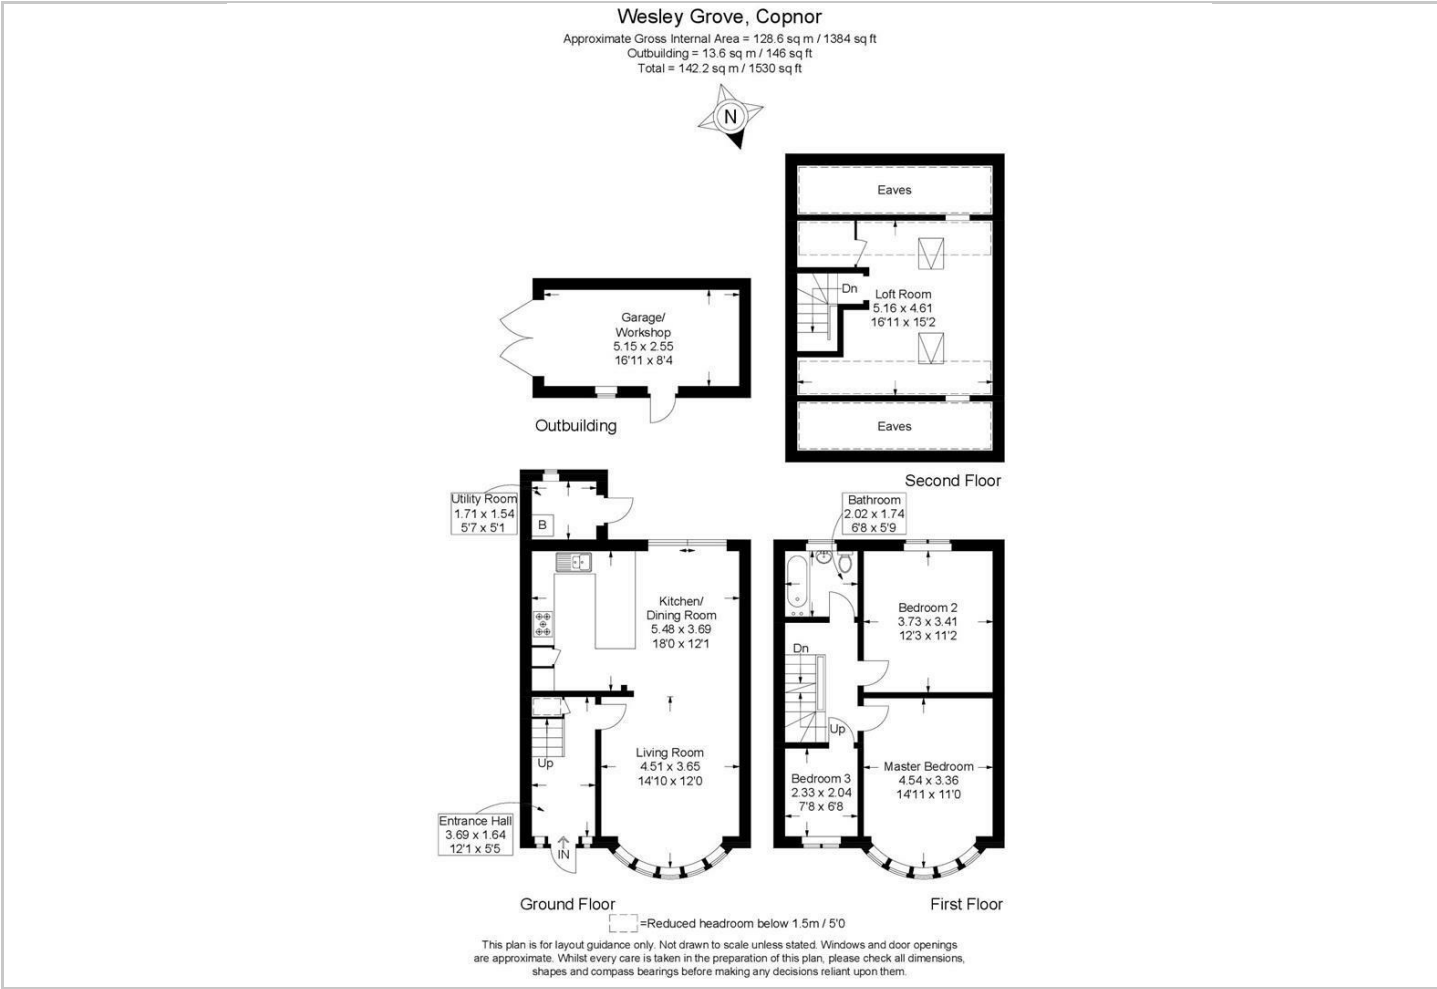 Wesley Grove, Copnor
Approximate Gross Internal Area = 128.6 sq m / 1384 sq ft
Outbuilding = 13.6 sq m / 146 sq ft
Total = 142.2 sq m / 1530 sq ft
N
Eaves
Dn
Loft Room
5.16 x 4.61
16'11 x 15'2
Eaves
Second Floor
Garage/
Workshop
5.15 x 2.55
16'11 x 8'4
Outbuilding
Utility Room
1.71 x 1.54
5'7 x 5'1
B
Kitchen/
Dining Room
5.48 x 3.69
18'0 x 12'1
Living Room
4.51 x 3.65
14'10 x 12'0
Up
Entrance Hall
3.69 x 1.64
12'1 x 5'5
IN
Ground Floor
Bathroom
2.02 x 1.74
6'8 x 5'9
Bedroom 2
3.73 x 3.41
12'3 x 11'2
Dn
Up
Bedroom 3
2.33 x 2.04
7'8 x 6'8
Master Bedroom
4.54 x 3.36
14'11 x 11'0
First Floor
=Reduced headroom below 1.5m / 5'0
This plan is for layout guidance only. Not drawn to scale unless stated. Windows and door openings
are approximate. Whilst every care is taken in the preparation of this plan, please check all dimensions,
shapes and compass bearings before making any decisions reliant upon them.